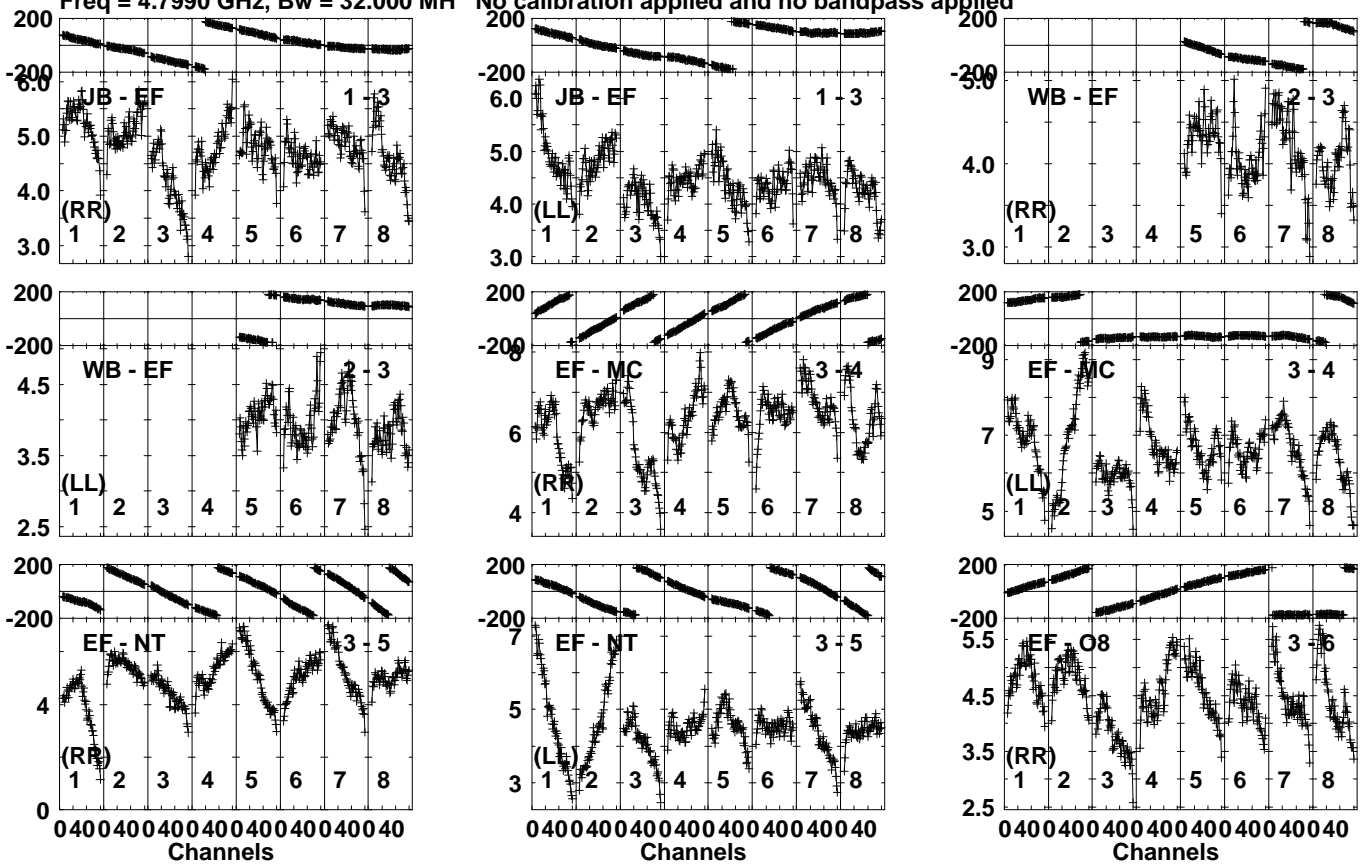 Freq = 4.7990 GHz, Bw = 32.000 MH No calibration applied and no bandpass applied
200
-200
6.0
5.0
4.0
3.0
JB - EF
1 - 3
(RR)
1 2 3 4 5 6 7 8
6.0
5.0
4.0
3.0
JB - EF
1 - 3
(LL)
1 2 3 4 5 6 7 8
200
-200
200
-200
5.0
4.0
3.0
WB - EF
2 - 3
(RR)
1 2 3 4 5 6 7 8
200
-200
4.5
3.5
2.5
WB - EF
2 - 3
(LL)
1 2 3 4 5 6 7 8
200
-200
8
6
4
EF - MC
3 - 4
(RR)
1 2 3 4 5 6 7 8
200
-200
9
7
5
EF - MC
3 - 4
(LL)
1 2 3 4 5 6 7 8
200
-200
4
0
EF - NT
3 - 5
(RR)
1 2 3 4 5 6 7 8
0 40 0 40 0 40 0 40 0 40 0 40 0 40 0 40
Channels
200
-200
7
5
3
EF - NT
3 - 5
(LL)
1 2 3 4 5 6 7 8
0 40 0 40 0 40 0 40 0 40 0 40 0 40 0 40
Channels
200
-200
5.5
4.5
3.5
2.5
EF - O8
3 - 6
(RR)
1 2 3 4 5 6 7 8
0 40 0 40 0 40 0 40 0 40 0 40 0 40 0 40
Channels